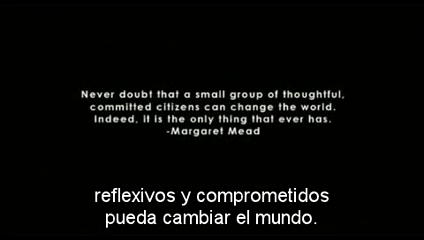 Never doubt that a small group of thoughtful,
committed citizens can change the world.
Indeed, it is the only thing that ever has.
-Margaret Mead
reflexivos y comprometidos
pueda cambiar el mundo.